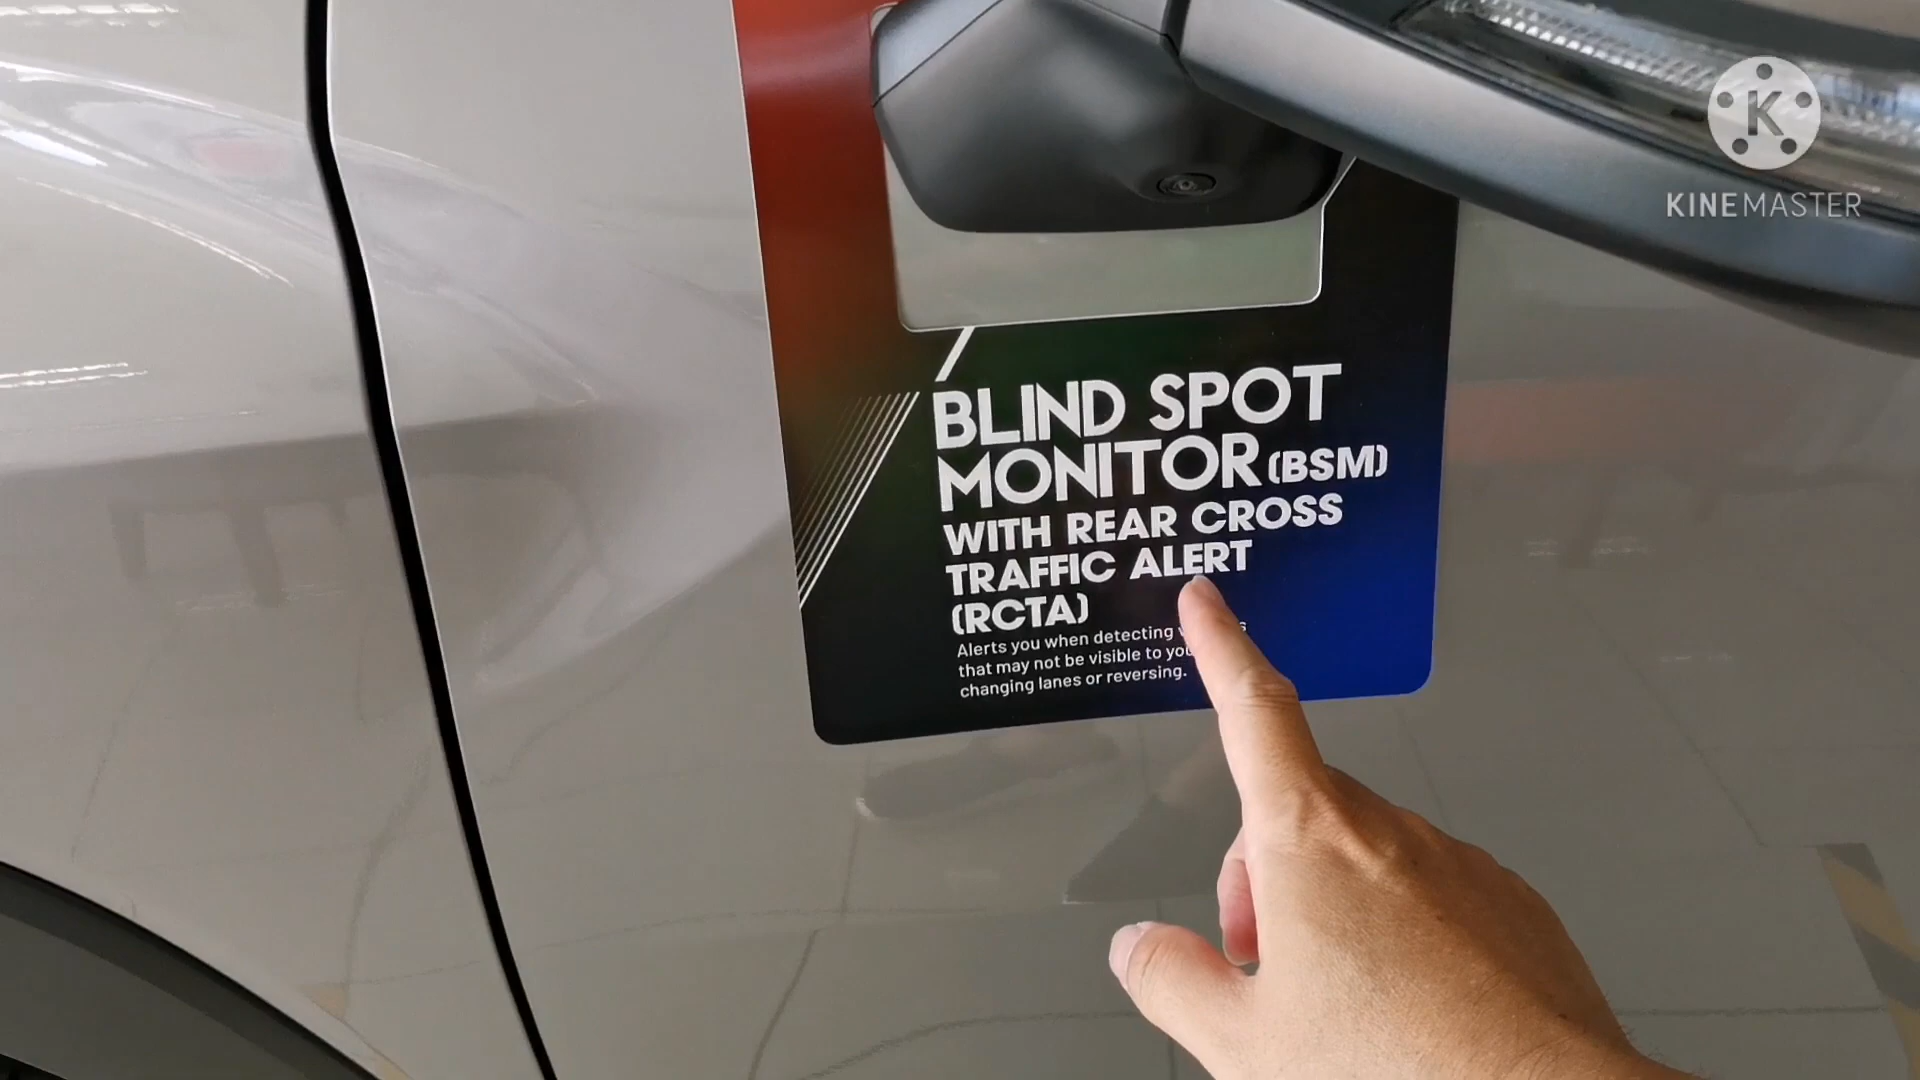 K
KINEMASTER
BLIND SPOT
MONITOR (BSM)
WITH REAR CROSS
TRAFFIC ALERT
(RCTA)
Alerts you when detecting
that may not be visible to
changing lanes or reversing.